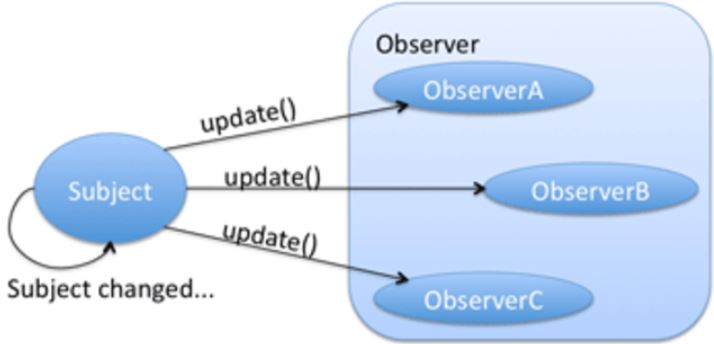 Observer
ObserverA
update()
Subject
update()
ObserverB
update()
Subject changed...
ObserverC